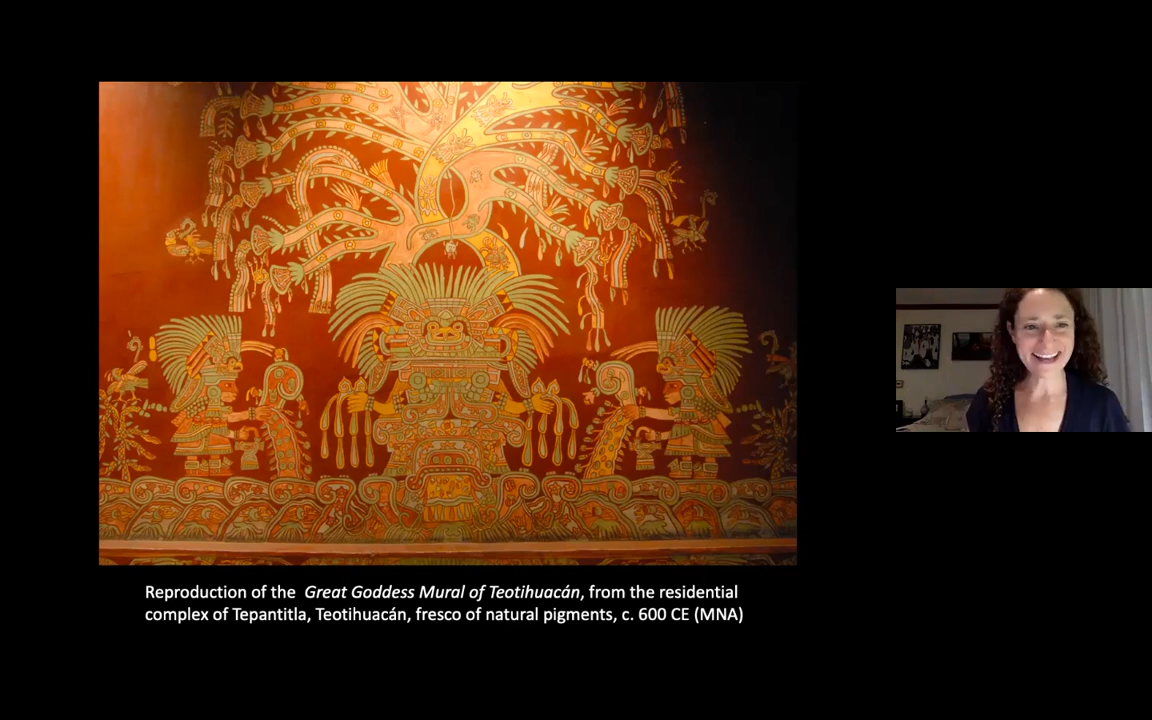 Reproduction of the Great Goddess Mural of Teotihuacán, from the residential
complex of Tepantitla, Teotihuacán, fresco of natural pigments, c. 600 CE (MNA)